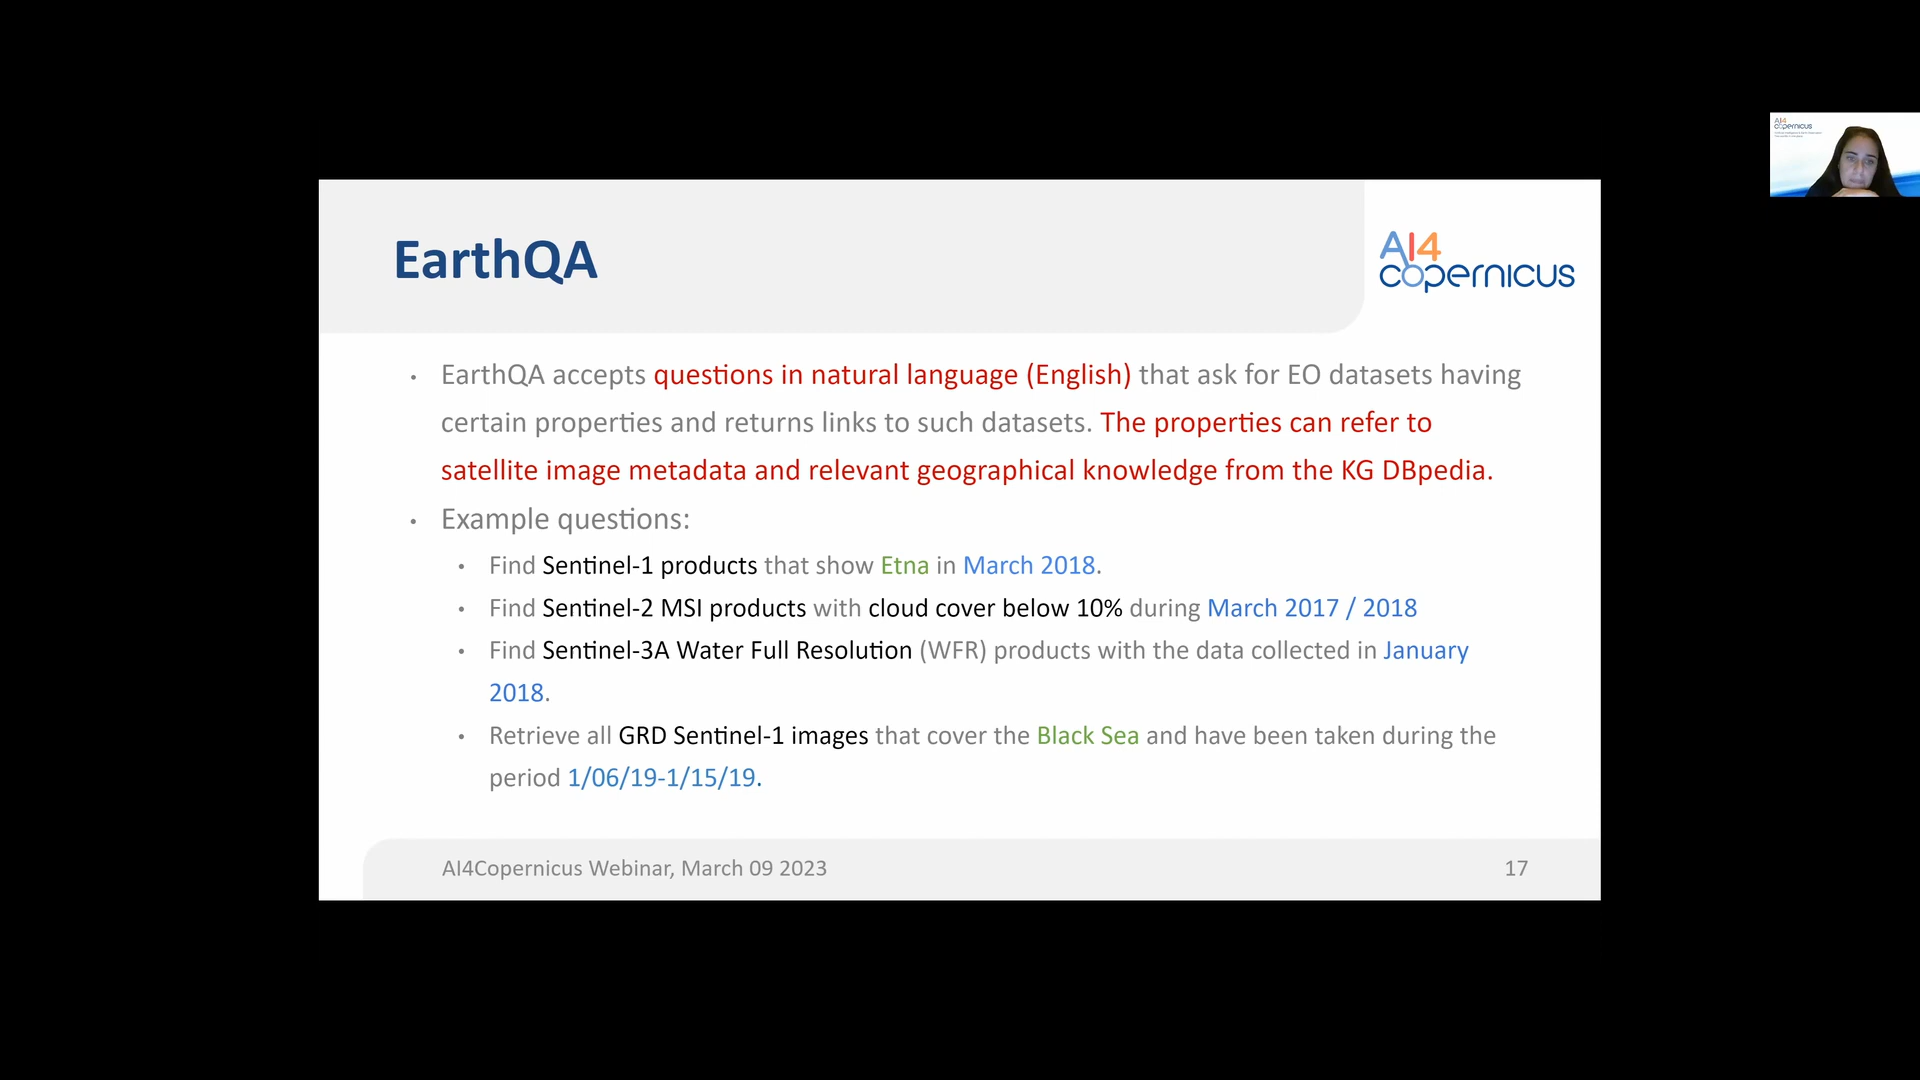 EarthQA
AI4
copernicus
AI4
copernicus
• EarthQA accepts questions in natural language (English) that ask for EO datasets having
certain properties and returns links to such datasets. The properties can refer to
satellite image metadata and relevant geographical knowledge from the KG DBpedia.
• Example questions:
• Find Sentinel-1 products that show Etna in March 2018.
• Find Sentinel-2 MSI products with cloud cover below 10% during March 2017 / 2018
• Find Sentinel-3A Water Full Resolution (WFR) products with the data collected in January
2018.
• Retrieve all GRD Sentinel-1 images that cover the Black Sea and have been taken during the
period 1/06/19-1/15/19.
AI4Copernicus Webinar, March 09 2023
17